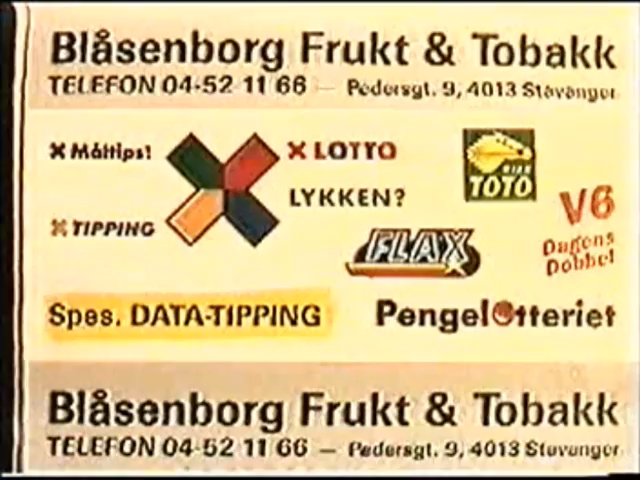 Blåsenborg Frukt & Tobakk
TELEFON 04-52 11 66 — Pedersgt. 9, 4013 Stavanger
Måltips!
LOTTO
LYKKEN?
TIPPING
RIKS
TOTO
V6
Dagens
Dobbel
FLAX
Spes. DATA-TIPPING
Pengelotteriet
Blåsenborg Frukt & Tobakk
TELEFON 04-52 11 66 — Pedersgt. 9, 4013 Stavanger